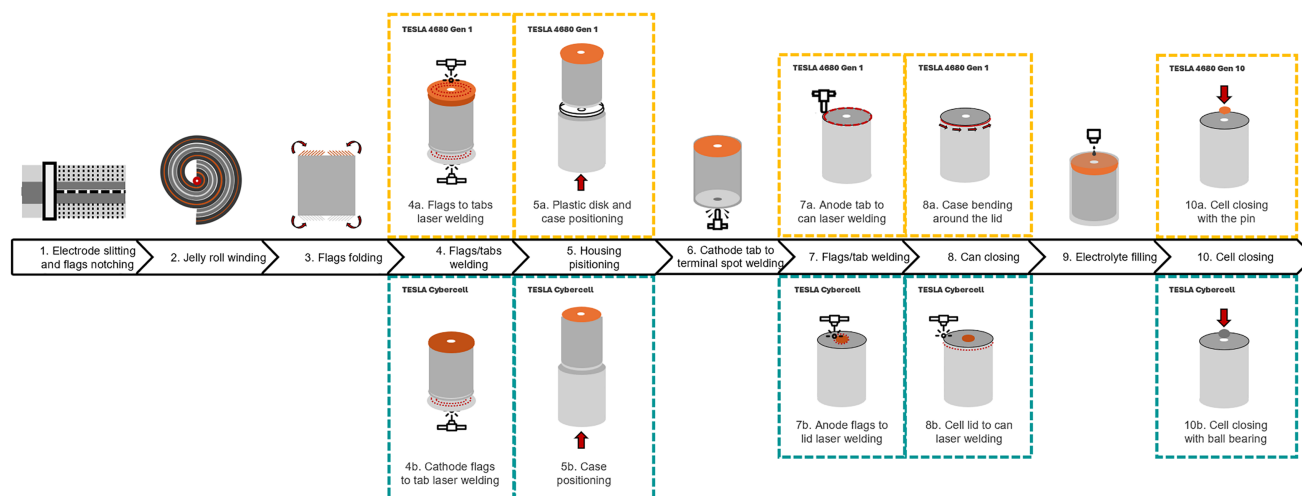 TESLA 4680 Gen 1
TESLA 4680 Gen 1
TESLA 4680 Gen 1
TESLA 4680 Gen 1
TESLA 4680 Gen 10
4a. Flags to tabs
laser welding
5a. Plastic disk and
case positioning
7a. Anode tab to
can laser welding
8a. Case bending
around the lid
10a. Cell closing
with the pin
1. Electrode slitting
and flags notching
2. Jelly roll winding
3. Flags folding
4. Flags/tabs
welding
5. Housing
pisitioning
6. Cathode tab to
terminal spot welding
7. Flags/tab welding
8. Can closing
9. Electrolyte filling
10. Cell closing
TESLA Cybercell
TESLA Cybercell
TESLA Cybercell
TESLA Cybercell
TESLA Cybercell
4b. Cathode flags
to tab laser welding
5b. Case
positioning
7b. Anode flags to
lid laser welding
8b. Cell lid to can
laser welding
10b. Cell closing
with ball bearing